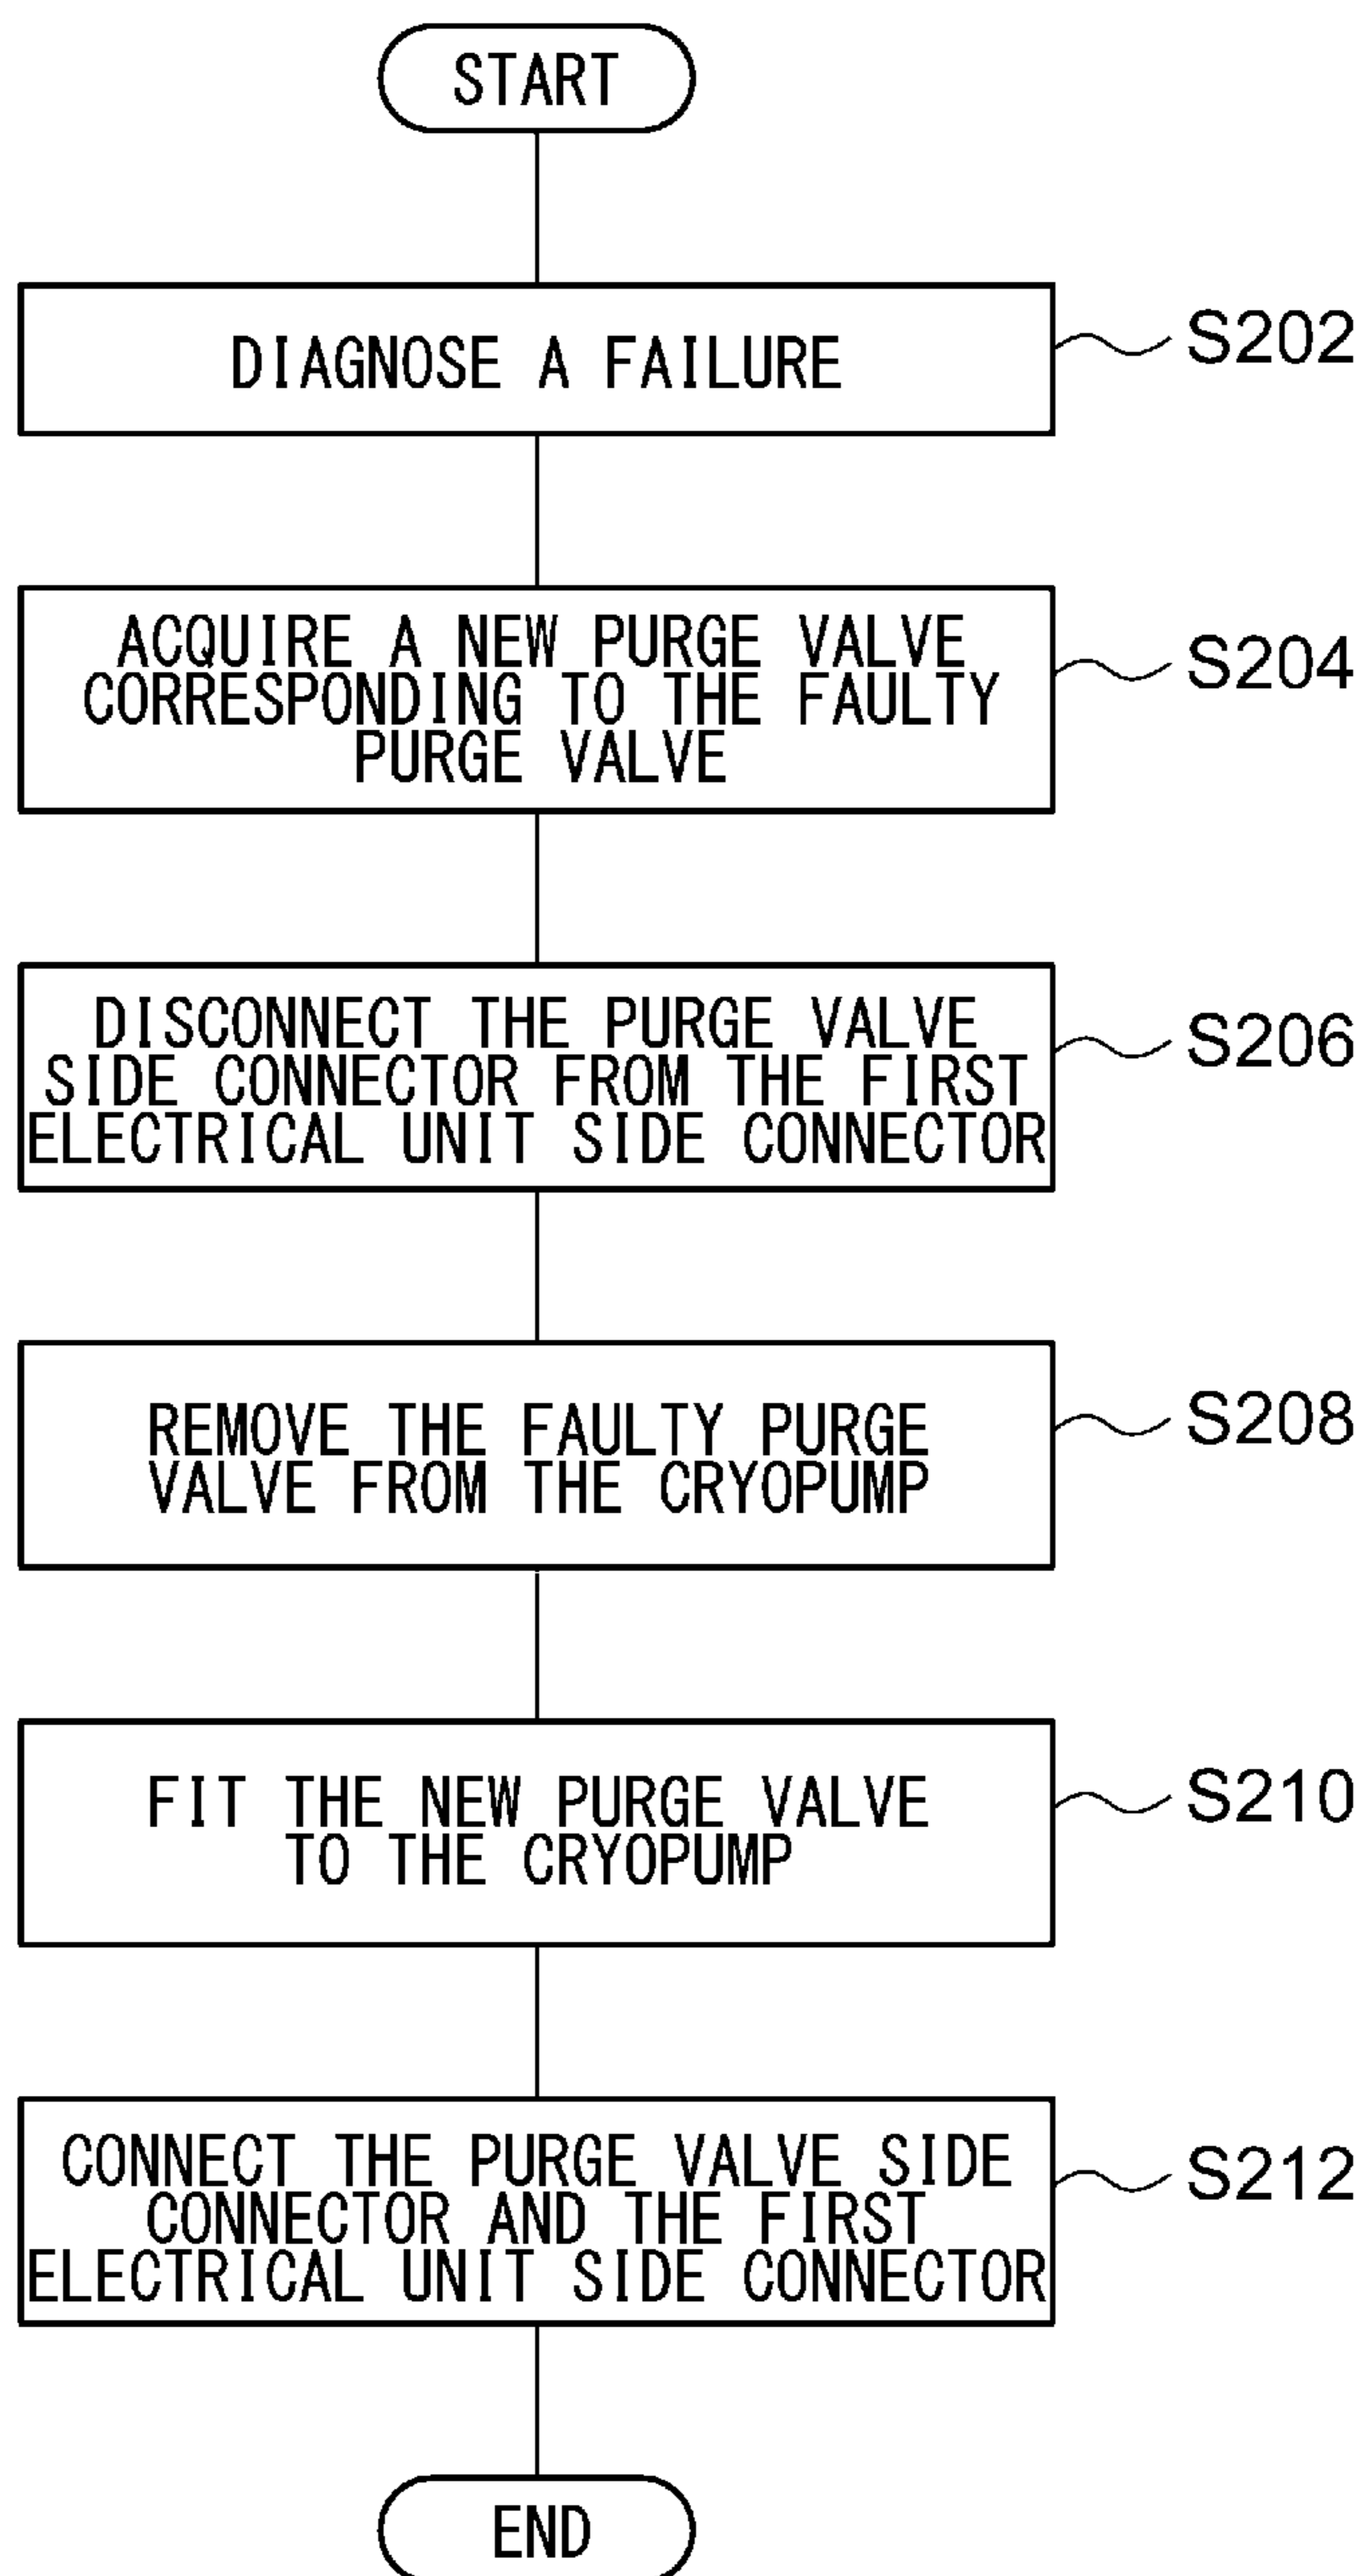 START
DIAGNOSE A FAILURE
S202
ACQUIRE A NEW PURGE VALVE
CORRESPONDING TO THE FAULTY
PURGE VALVE
S204
DISCONNECT THE PURGE VALVE
SIDE CONNECTOR FROM THE FIRST
ELECTRICAL UNIT SIDE CONNECTOR
S206
REMOVE THE FAULTY PURGE
VALVE FROM THE CRYOPUMP
S208
FIT THE NEW PURGE VALVE
TO THE CRYOPUMP
S210
CONNECT THE PURGE VALVE SIDE
CONNECTOR AND THE FIRST
ELECTRICAL UNIT SIDE CONNECTOR
S212
END